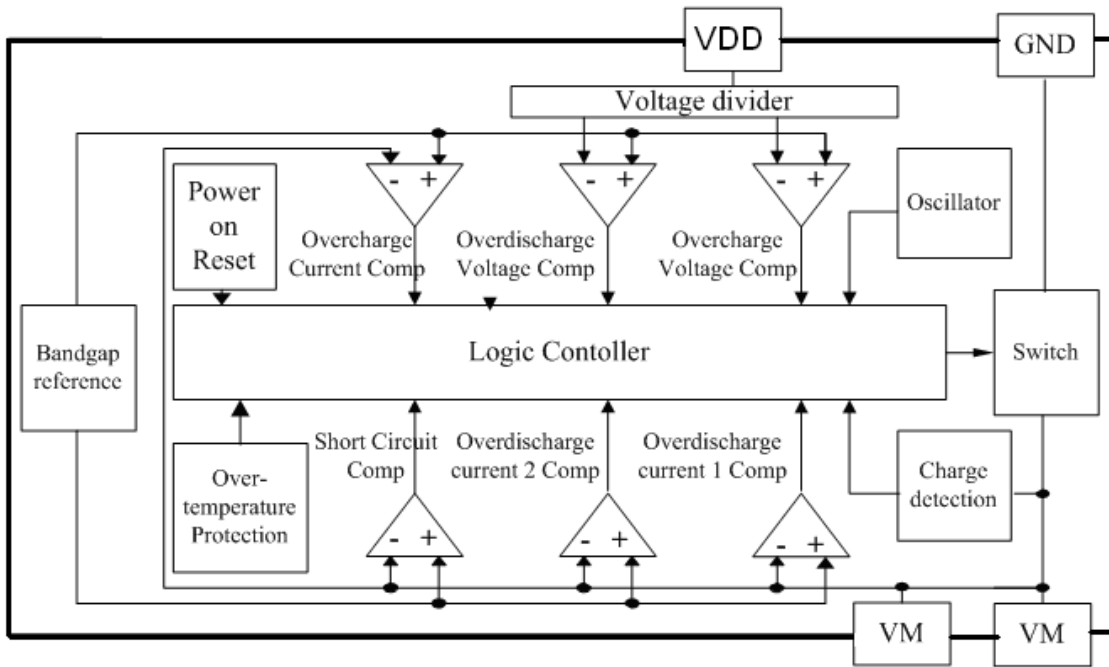 VDD
GND
Voltage divider
- +
- +
- +
Power
on
Reset
Oscillator
Overcharge
Current Comp
Overdischarge
Voltage Comp
Overcharge
Voltage Comp
Bandgap
reference
Logic Contoller
Switch
Short Circuit
Comp
Overdischarge
current 2 Comp
Overdischarge
current 1 Comp
Over-
temperature
Protection
Charge
detection
- +
- +
- +
VM
VM